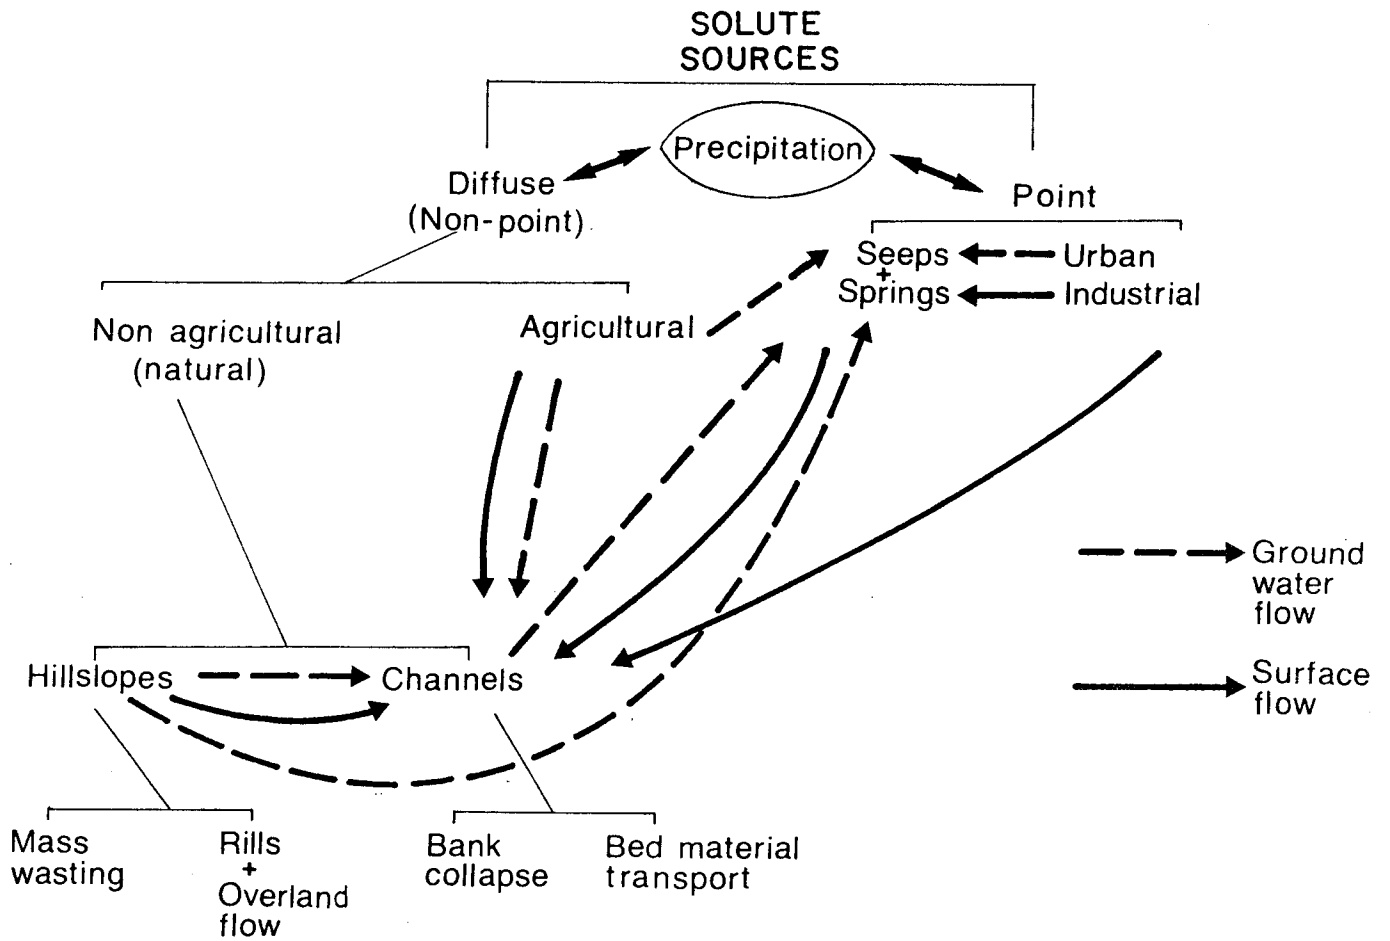 SOLUTE
SOURCES
Precipitation
Diffuse
(Non-point)
Point
Seeps
+
Springs
Urban
Industrial
Non agricultural
(natural)
Agricultural
Ground
water
flow
Surface
flow
Hillslopes
Channels
Mass
wasting
Rills
+
Overland
flow
Bank
collapse
Bed material
transport